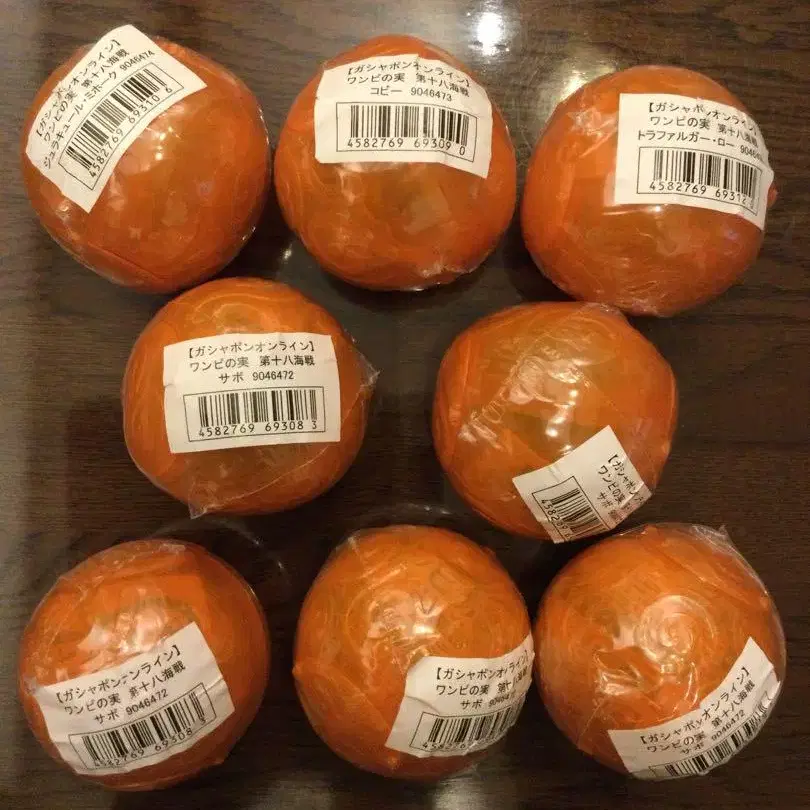 【ガシャポンオンライン】
ワンピの実 第十八海戦
ジュラキュール・ミホーク 9046474
4582769 69310 6
【ガシャポンオンライン】
ワンピの実 第十八海戦
コビー 9046473
4582769 69309 0
【ガシャポンオンライン】
ワンピの実 第十八海戦
トラファルガー・ロー 904647
4582769 69312
【ガシャポンオンライン】
ワンピの実 第十八海戦
サボ 9046472
4582769 69308 3
【ガシャポン
ワンピの実
サボ
458276
【ガシャポンオンライン】
ワンピの実 第十八海戦
サボ 9046472
4582769 69308
【ガシャポンオンライン】
ワンピの実 第十八海戦
サボ 904647
4582769
【ガシャポンオンライン】
ワンピの実 第十八海戦
サボ 9046472